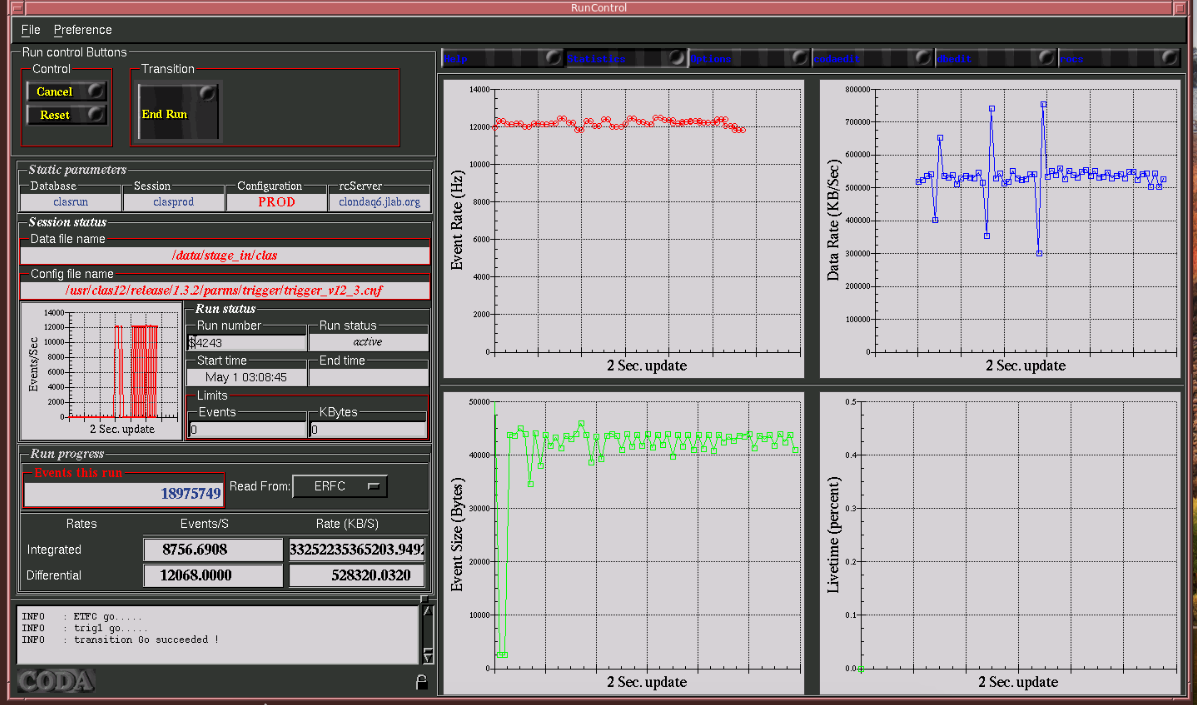 RunControl
File Preference
Run control Buttons
Control
Transition
Cancel
Reset
End Run
Static parameters
Database
Session
Configuration
rcServer
clasrun
clasprod
PROD
clondaq6.jlab.org
Session status
Data file name
/data/stage_in/clas
Config file name
/usr/clas12/release/1.3.2/parms/trigger/trigger_v12_3.cnf
14000
12000
10000
8000
6000
4000
2000
0
Events/Sec
2 Sec. update
Run status
Run number
Run status
4243
active
Start time
End time
May 1 03:08:45
Limits
Events
KBytes
0
0
Run progress
Events this run
18975749
Read From:
ERFC
Rates
Events/S
Rate (KB/S)
Integrated
8756.6908
33252235365203.949
Differential
12068.0000
528320.0320
INFO : ETFC go.....
INFO : trig1 go.....
INFO : transition Go succeeded !
CODA
14000
12000
10000
8000
6000
4000
2000
0
Event Rate (Hz)
2 Sec. update
800000
700000
600000
500000
400000
300000
200000
100000
0
Data Rate (KB/Sec)
2 Sec. update
50000
40000
30000
20000
10000
0
Event Size (Bytes)
2 Sec. update
0.5
0.4
0.3
0.2
0.1
0.0
Livetime (percent)
2 Sec. update